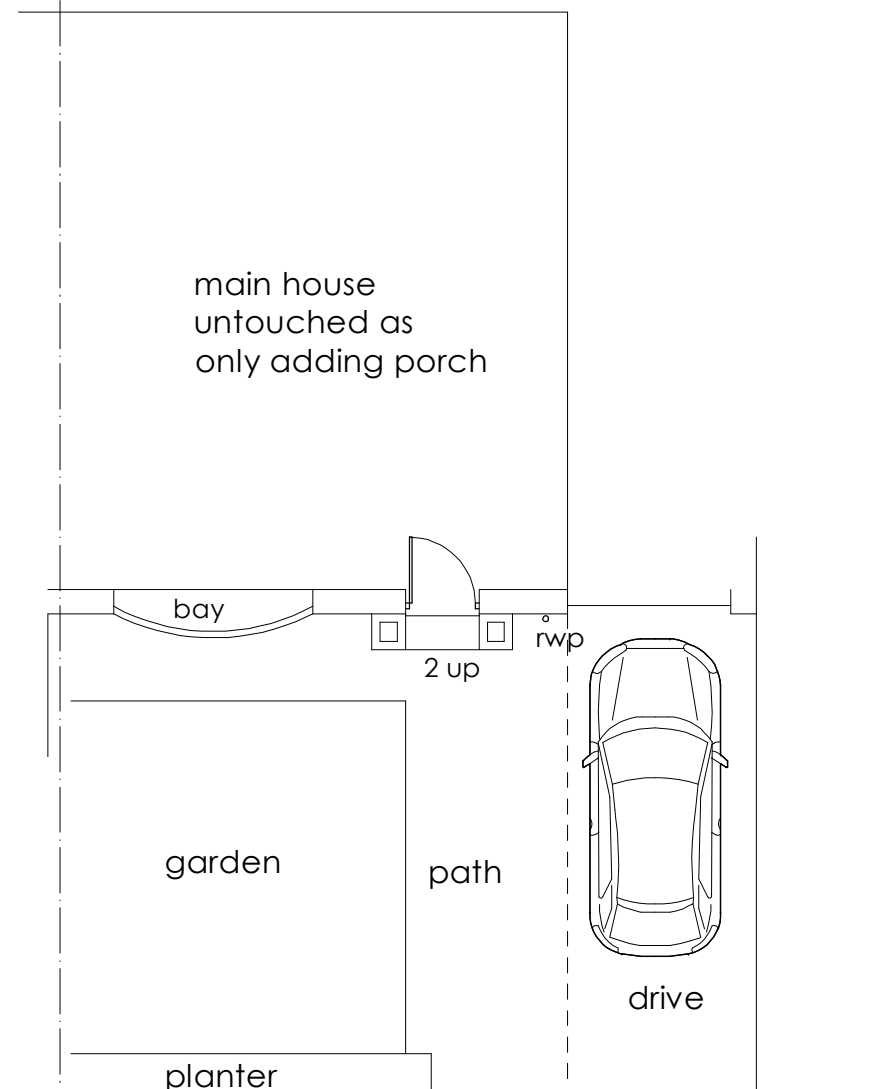 main house
untouched as
only adding porch
bay
rwp
2 up
garden
path
drive
planter